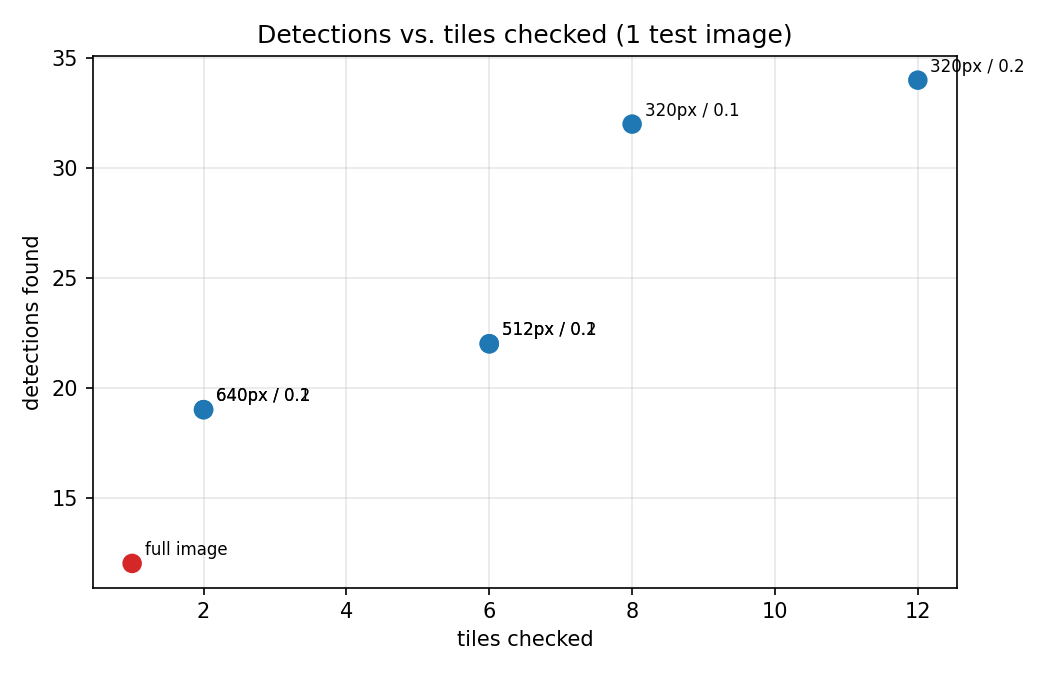 Detections vs. tiles checked (1 test image)
detections found
35
30
25
20
15
320px / 0.2
320px / 0.1
512px /
640px /
full image
2
4
6
8
10
12
tiles checked